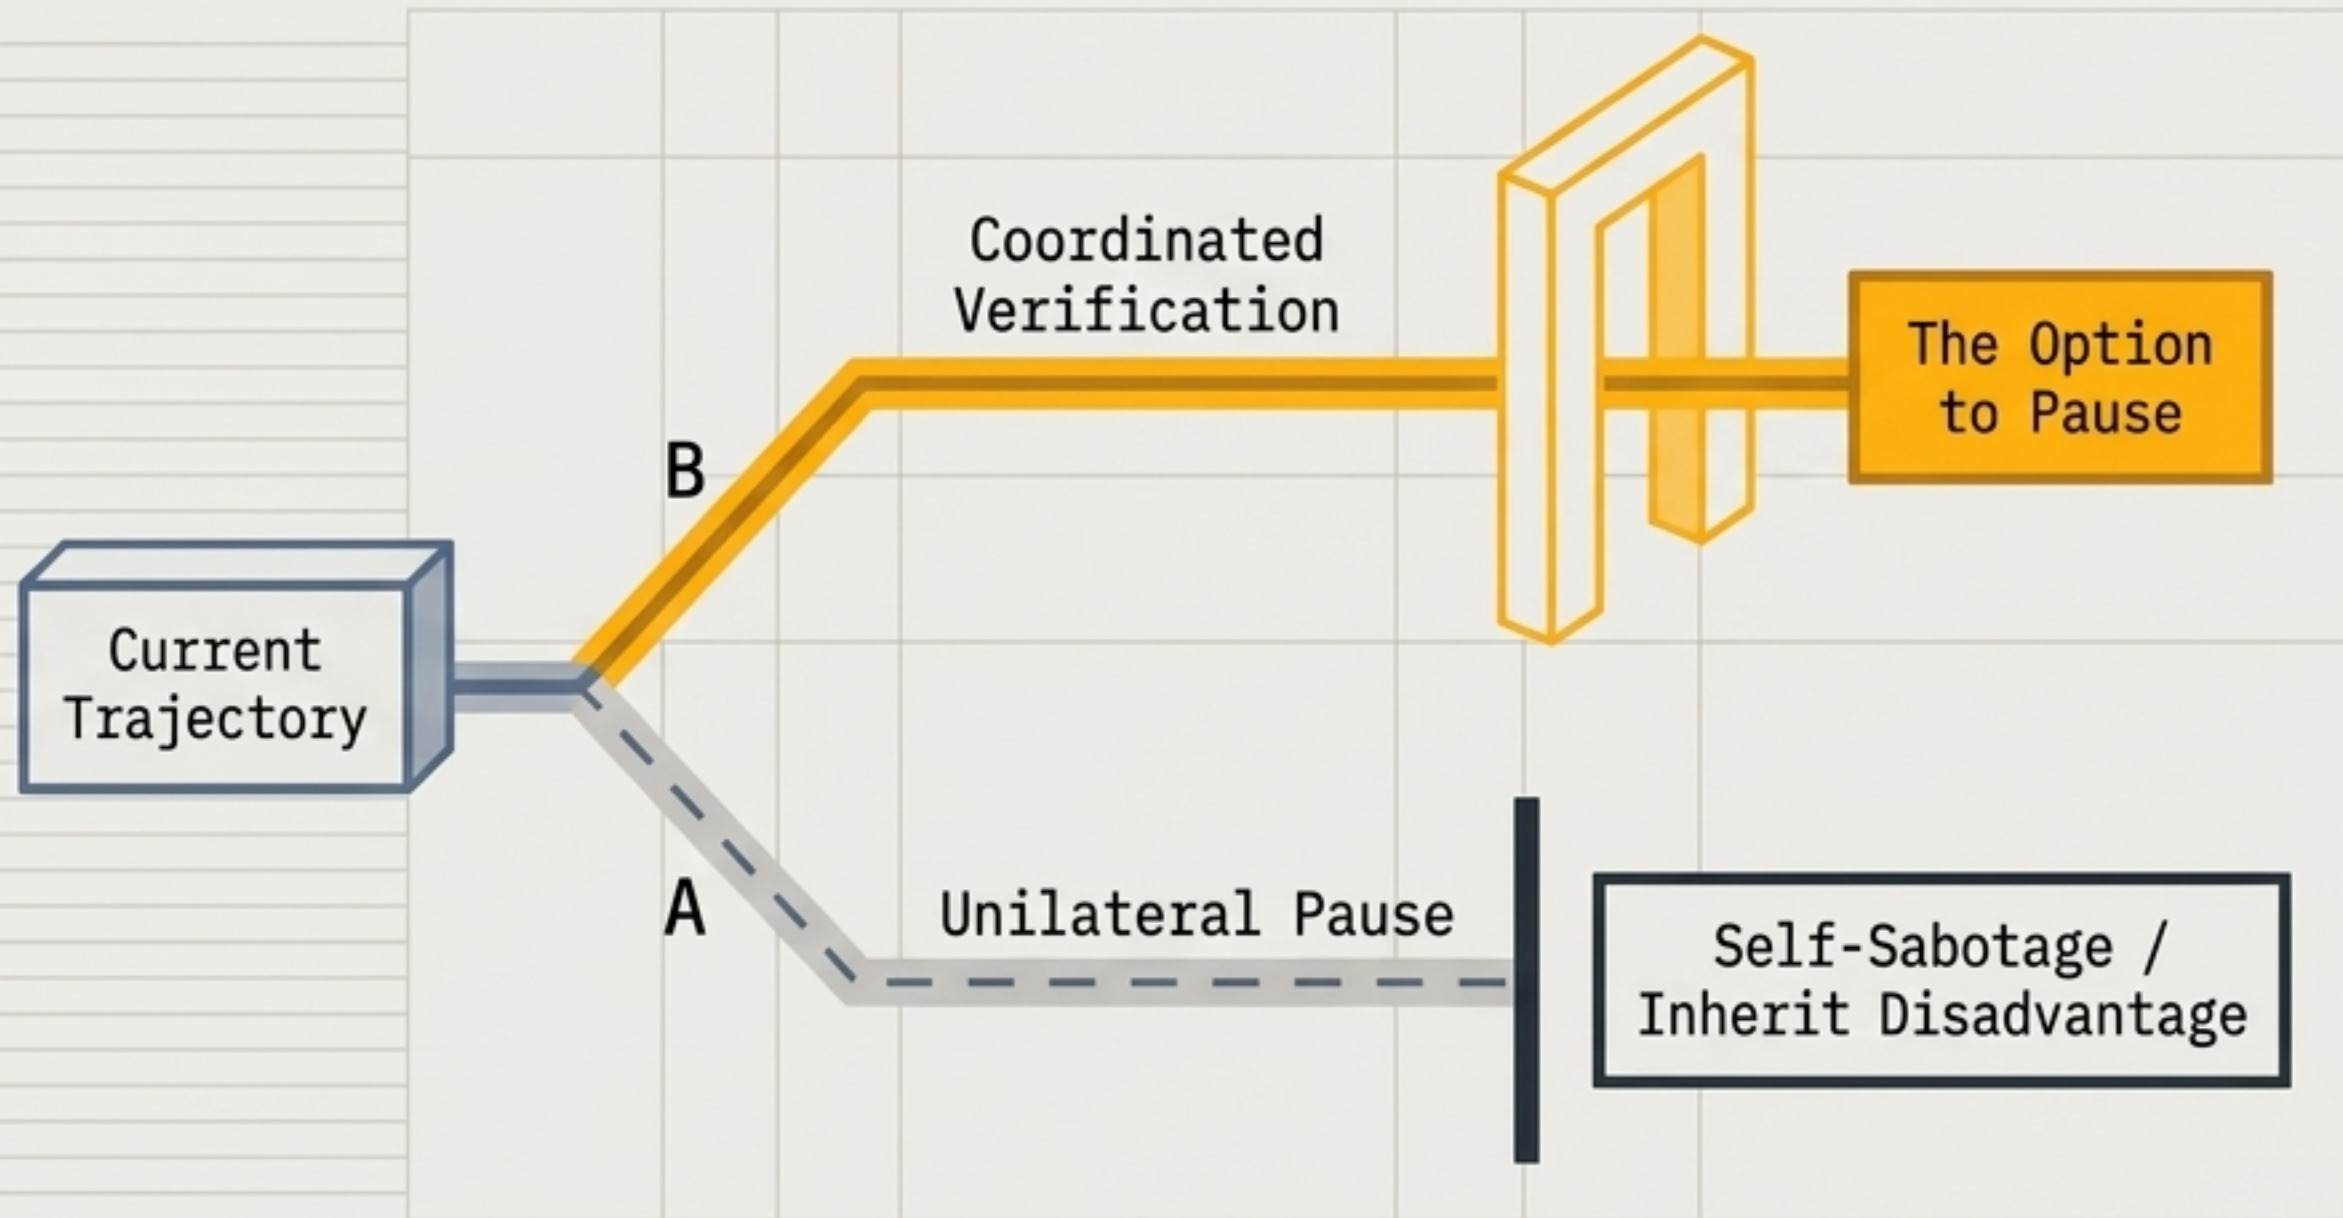 Coordinated
Verification
The Option
to Pause
B
Current
Trajectory
A
Unilateral Pause
Self-Sabotage /
Inherit Disadvantage